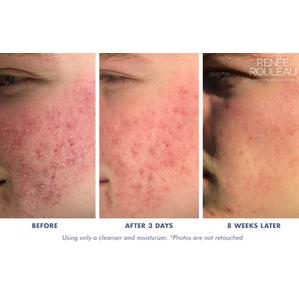 RENÉE
ROULEAU
BEFORE
AFTER 3 DAYS
8 WEEKS LATER
Using only a cleanser and moisturizer. *Photos are not retouched